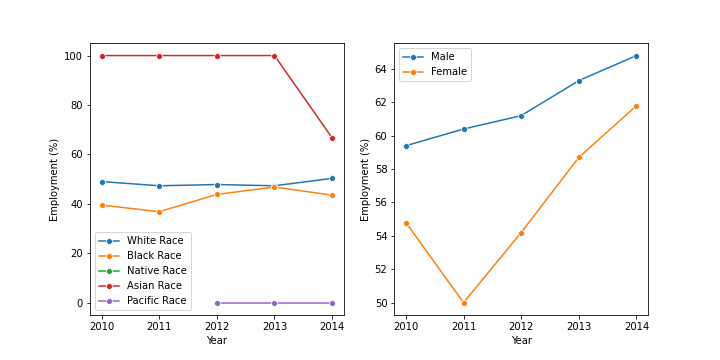 100
80
60
40
20
0
Employment (%)
White Race
Black Race
Native Race
Asian Race
Pacific Race
2010 2011 2012 2013 2014
Year
64
62
60
58
56
54
52
50
Employment (%)
Male
Female
2010 2011 2012 2013 2014
Year